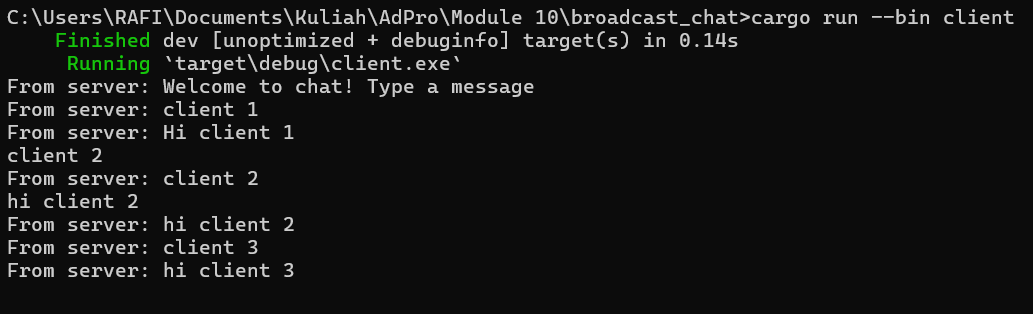 C:\Users\RAFI\Documents\Kuliah\AdPro\Module 10\broadcast_chat>cargo run --bin client
    Finished dev [unoptimized + debuginfo] target(s) in 0.14s
     Running `target\debug\client.exe`
From server: Welcome to chat! Type a message
From server: client 1
From server: Hi client 1
client 2
From server: client 2
hi client 2
From server: hi client 2
From server: client 3
From server: hi client 3